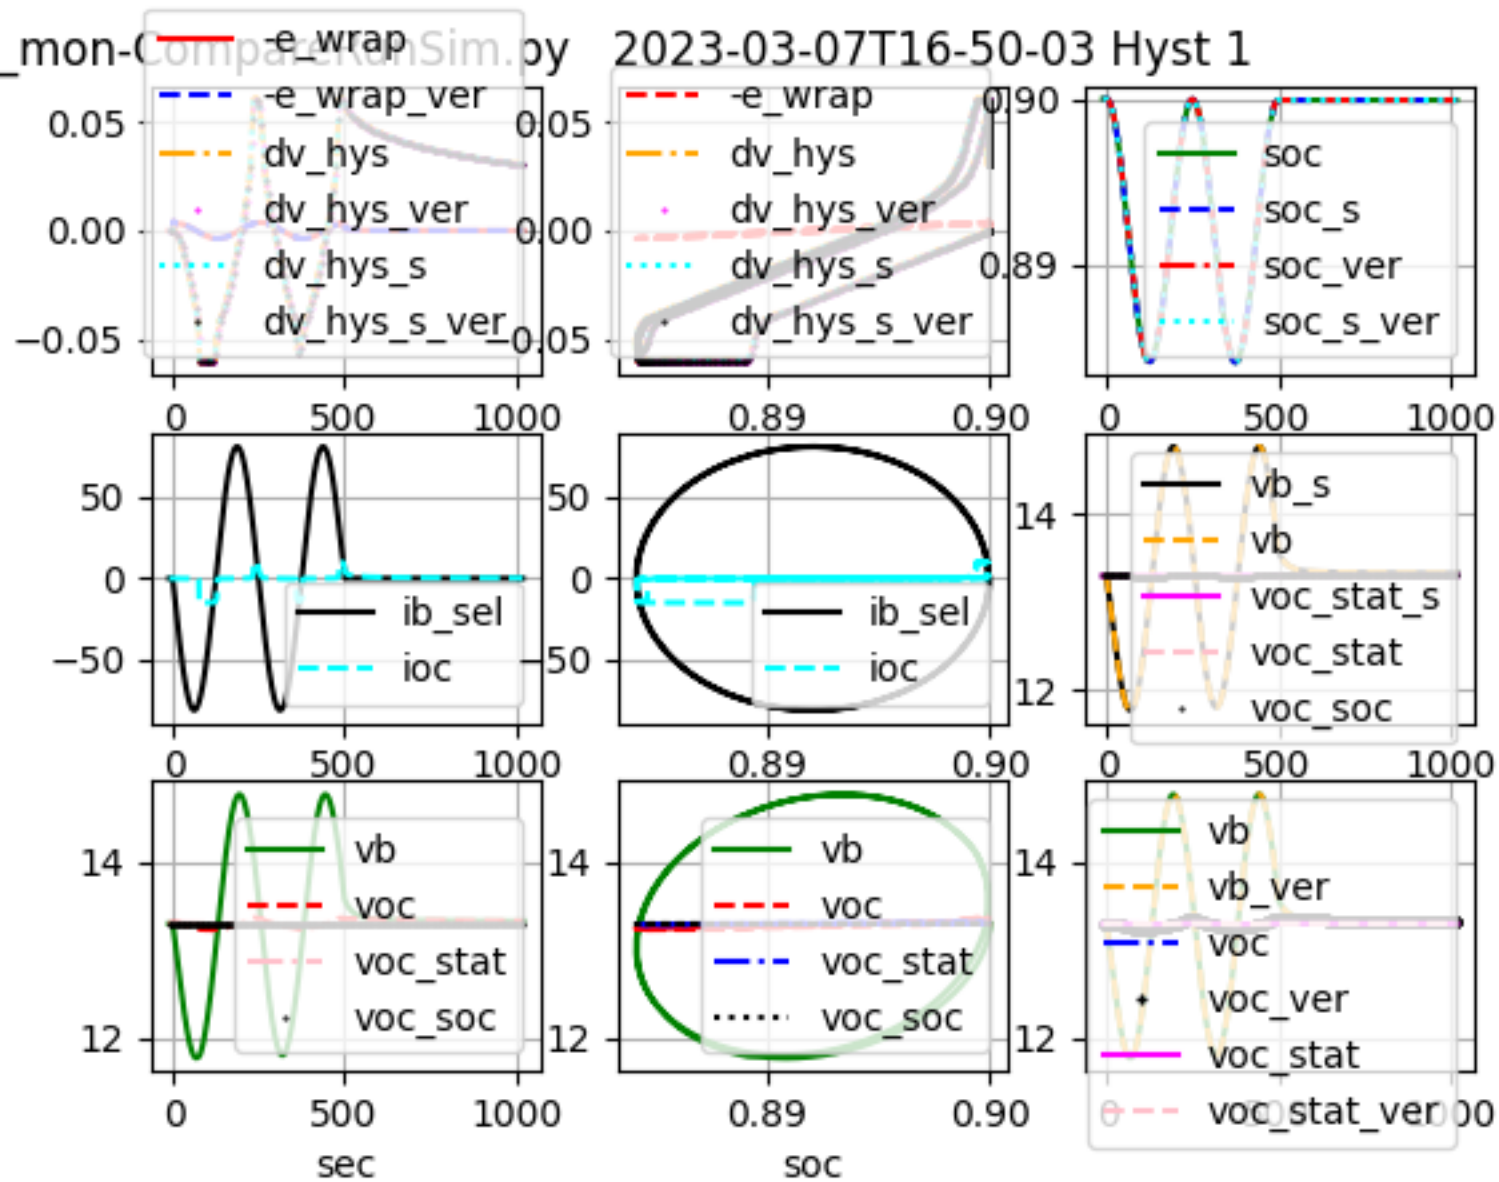 _mon-CompareRunSim.py   2023-03-07T16-50-03 Hyst 1
-e_wrap
-e_wrap_ver
dv_hys
dv_hys_ver
dv_hys_s
dv_hys_s_ver
0.05
0.00
−0.05
0 500 1000
-e_wrap
dv_hys
dv_hys_ver
dv_hys_s
dv_hys_s_ver
0.05
0.00
0.05
0.89 0.90
soc
soc_s
soc_ver
soc_s_ver
0.90
0.89
0 500 1000
50
0
−50
ib_sel
ioc
0 500 1000
50
0
50
ib_sel
ioc
0.89 0.90
14
12
vb_s
vb
voc_stat_s
voc_stat
voc_soc
0 500 1000
14
12
vb
voc
voc_stat
voc_soc
0 500 1000
sec
14
12
vb
voc
voc_stat
voc_soc
0.89 0.90
soc
14
12
vb
vb_ver
voc
voc_ver
voc_stat
voc_stat_ver
0 500 1000